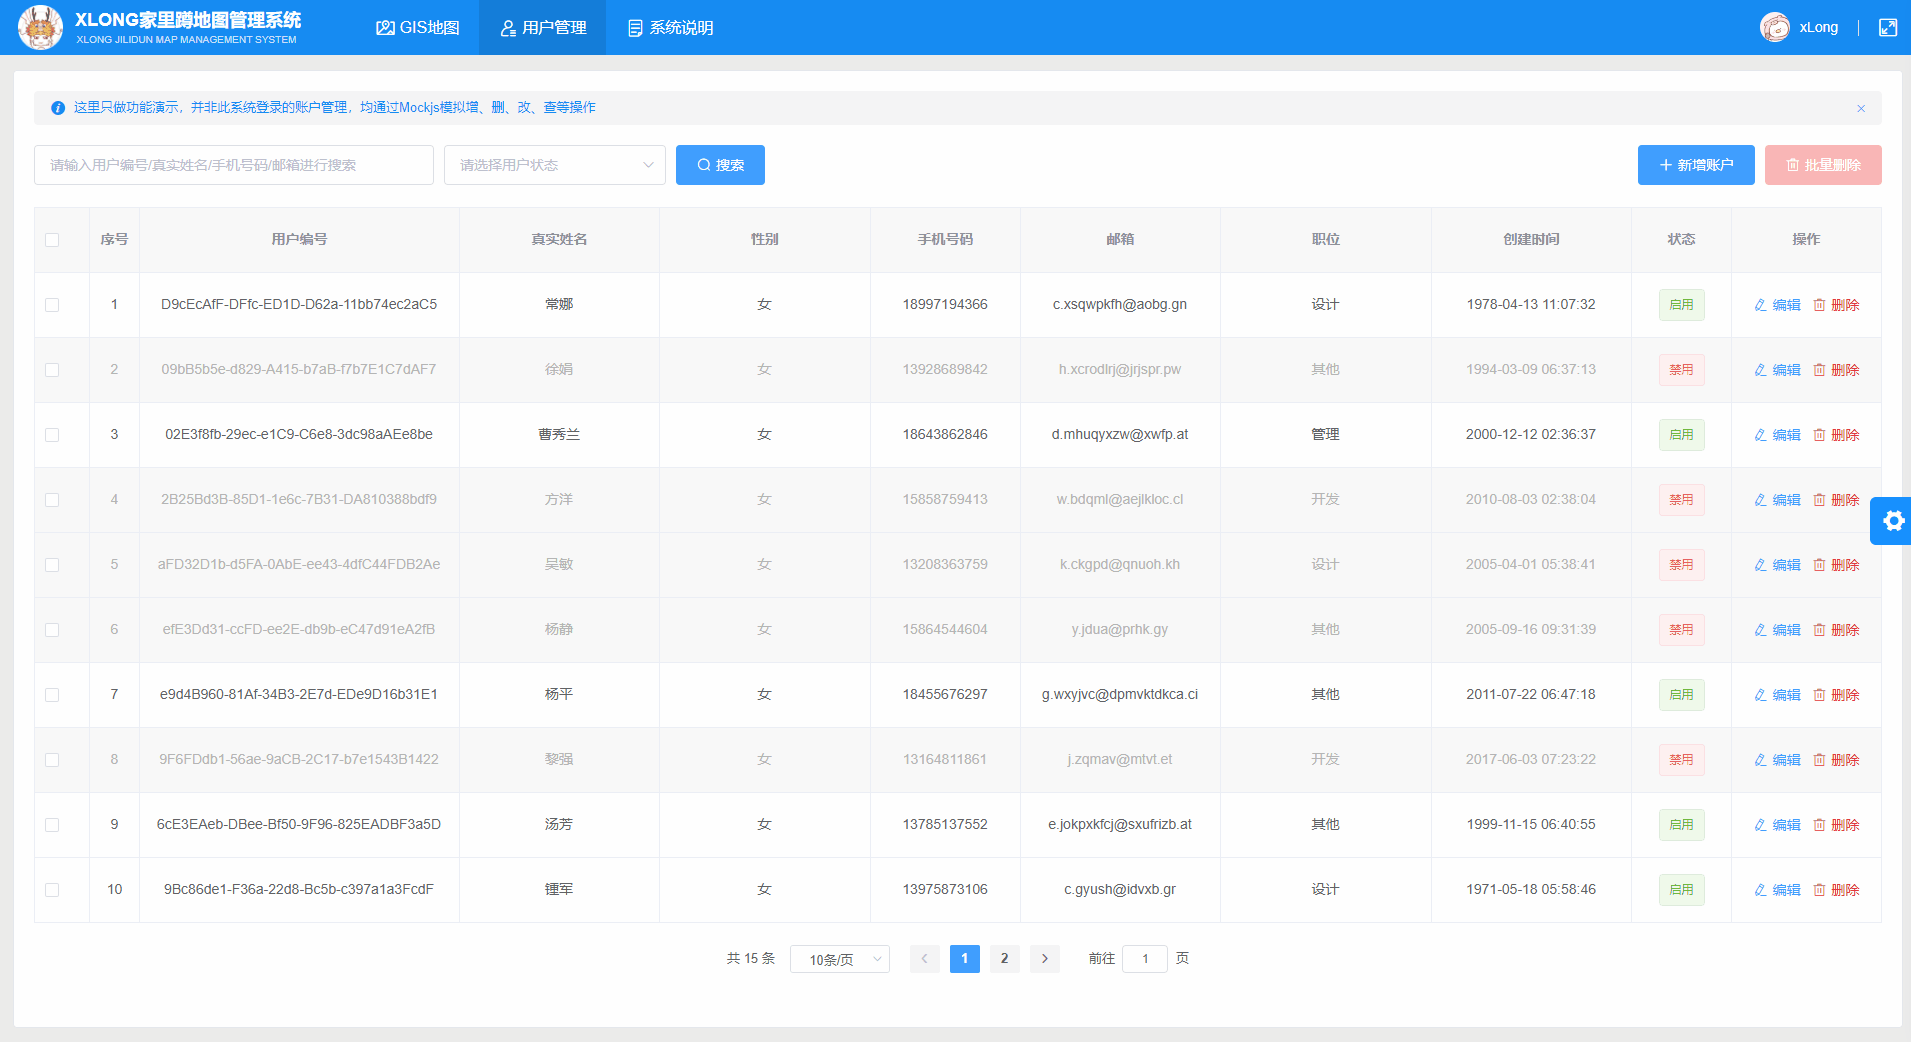 XLONG家里蹲地图管理系统
XLONG JILIDUN MAP MANAGEMENT SYSTEM
GIS地图
用户管理
系统说明
xLong
这里只做功能演示，并非此系统登录的账户管理，均通过Mockjs模拟增、删、改、查等操作
请输入用户编号/真实姓名/手机号码/邮箱进行搜索
请选择用户状态
搜索
新增账户
批量删除
序号 用户编号 真实姓名 性别 手机号码 邮箱 职位 创建时间 状态 操作
1 D9cEcAfF-DFfc-ED1D-D62a-11bb74ec2aC5 常娜 女 18997194366 c.xsqwpkfh@aobg.gn 设计 1978-04-13 11:07:32 启用 编辑 删除
2 09bB5b5e-d829-A415-b7aB-f7b7E1C7dAF7 徐娟 女 13928689842 h.xcrodlrj@jrjspr.pw 其他 1994-03-09 06:37:13 禁用 编辑 删除
3 02E3f8fb-29ec-e1C9-C6e8-3dc98aAEe8be 曹秀兰 女 18643862846 d.mhuqyxzw@xwfp.at 管理 2000-12-12 02:36:37 启用 编辑 删除
4 2B25Bd3B-85D1-1e6c-7B31-DA810388bdf9 方洋 女 15858759413 w.bdqml@aejlkloc.cl 开发 2010-08-03 02:38:04 禁用 编辑 删除
5 aFD32D1b-d5FA-0AbE-ee43-4dfC44FDB2Ae 吴敏 女 13208363759 k.ckgpd@qnuoh.kh 设计 2005-04-01 05:38:41 禁用 编辑 删除
6 efE3Dd31-ccFD-ee2E-db9b-eC47d91eA2fB 杨静 女 15864544604 y.jdua@prhk.gy 其他 2005-09-16 09:31:39 禁用 编辑 删除
7 e9d4B960-81Af-34B3-2E7d-EDe9D16b31E1 杨平 女 18455676297 g.wxyjvc@dpmvktdkca.ci 其他 2011-07-22 06:47:18 启用 编辑 删除
8 9F6FDdb1-56ae-9aCB-2C17-b7e1543B1422 黎强 女 13164811861 j.zqmav@mtvt.et 开发 2017-06-03 07:23:22 禁用 编辑 删除
9 6cE3EAeb-DBee-Bf50-9F96-825EADBF3a5D 汤芳 女 13785137552 e.jokpxkfcj@sxufrizb.at 其他 1999-11-15 06:40:55 启用 编辑 删除
10 9Bc86de1-F36a-22d8-Bc5b-c397a1a3FcdF 锺军 女 13975873106 c.gyush@idvxb.gr 设计 1971-05-18 05:58:46 启用 编辑 删除
共 15 条 10条/页 1 2 前往 1 页